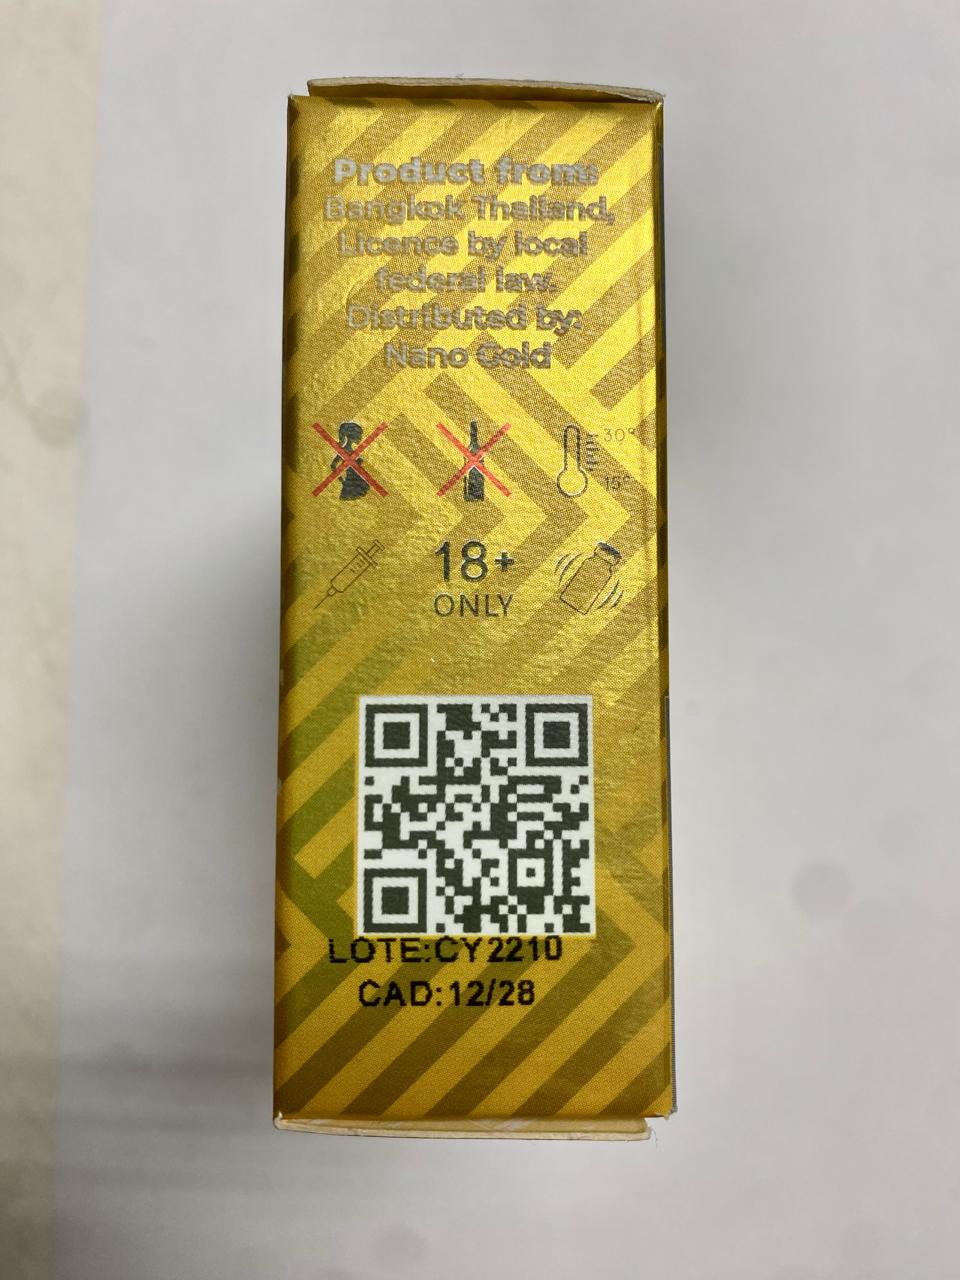 Product from:
Bangkok Thailand,
Licence by local
federal law.
Distributed by:
Nano Gold
30°
15°
18+
ONLY
LOTE:CY2210
CAD:12/28